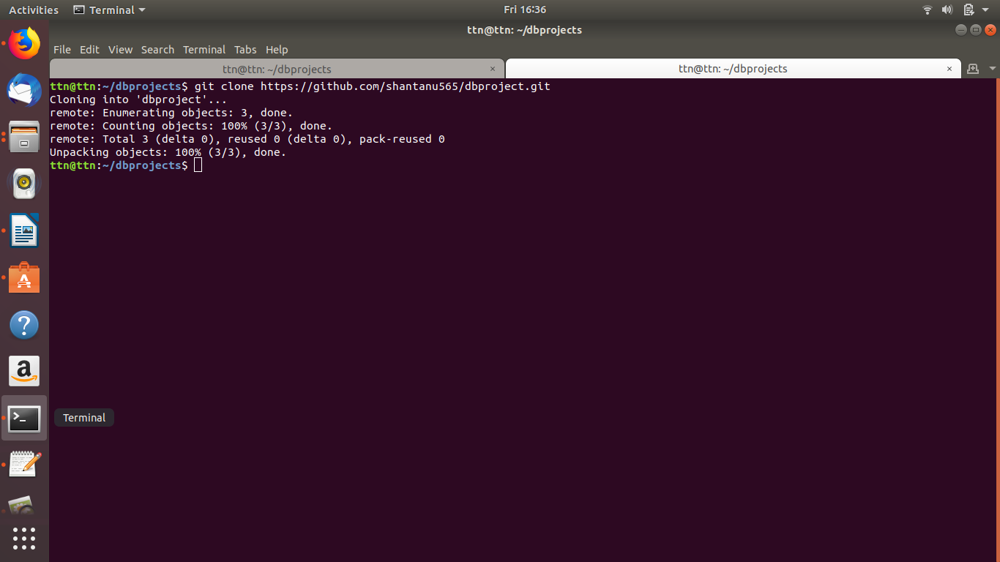 Activities Terminal Fri 16:36
ttn@ttn: ~/dbprojects
File Edit View Search Terminal Tabs Help
ttn@ttn: ~/dbprojects × ttn@ttn: ~/dbprojects ×
ttn@ttn:~/dbprojects$ git clone https://github.com/shantanu565/dbproject.git
Cloning into 'dbproject'...
remote: Enumerating objects: 3, done.
remote: Counting objects: 100% (3/3), done.
remote: Total 3 (delta 0), reused 0 (delta 0), pack-reused 0
Unpacking objects: 100% (3/3), done.
ttn@ttn:~/dbprojects$
Terminal